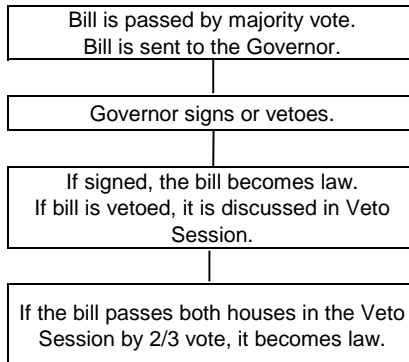 Bill is passed by majority vote.
Bill is sent to the Governor.
Governor signs or vetoes.
If signed, the bill becomes law.
If bill is vetoed, it is discussed in Veto
Session.
If the bill passes both houses in the Veto
Session by 2/3 vote, it becomes law.